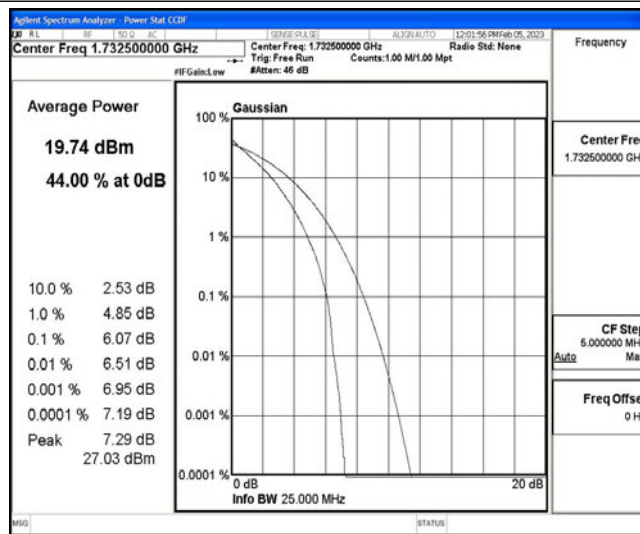 Agilent Spectrum Analyzer - Power Stat CCDF
RL RF 50 Ω AC SENSE:PULSE ALIGN AUTO 12:01:56 PM Feb 05, 2023
Center Freq 1.732500000 GHz
Center Freq: 1.732500000 GHz Radio Std: None
Trig: Free Run Counts:1.00 M/1.00 Mpt
#IFGain:Low #Atten: 46 dB
Frequency
Average Power
19.74 dBm
44.00 % at 0dB
10.0 % 2.53 dB
1.0 % 4.85 dB
0.1 % 6.07 dB
0.01 % 6.51 dB
0.001 % 6.95 dB
0.0001 % 7.19 dB
Peak 7.29 dB
27.03 dBm
Gaussian
100 %
10 %
1 %
0.1 %
0.01 %
0.001 %
0.0001 %
0 dB 20 dB
Info BW 25.000 MHz
Center Fre
1.732500000 GH
CF Step
5.000000 MH
Auto Ma
Freq Offse
0 H
MSG STATUS